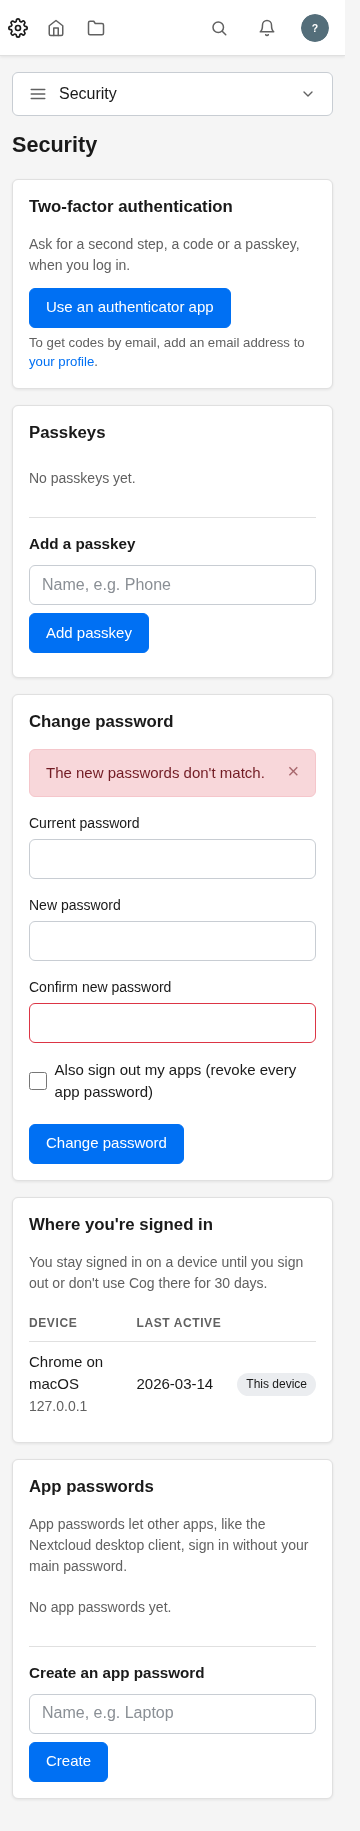 ?
Security
Security
Two-factor authentication
Ask for a second step, a code or a passkey,
when you log in.
Use an authenticator app
To get codes by email, add an email address to
your profile.
Passkeys
No passkeys yet.
Add a passkey
Name, e.g. Phone
Add passkey
Change password
The new passwords don't match.
Current password
New password
Confirm new password
Also sign out my apps (revoke every
app password)
Change password
Where you're signed in
You stay signed in on a device until you sign
out or don't use Cog there for 30 days.
DEVICE LAST ACTIVE
Chrome on
macOS 2026-03-14 This device
127.0.0.1
App passwords
App passwords let other apps, like the
Nextcloud desktop client, sign in without your
main password.
No app passwords yet.
Create an app password
Name, e.g. Laptop
Create